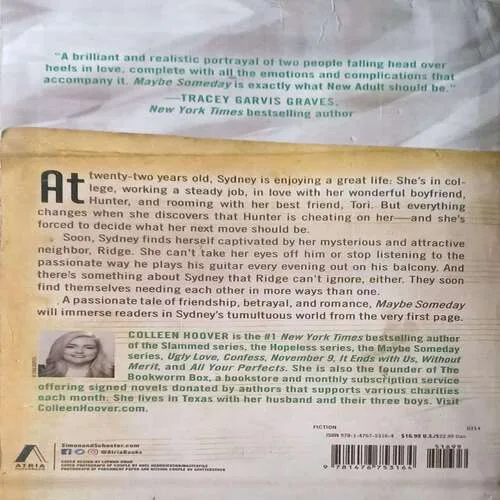 "A brilliant and realistic portrayal of two people falling head over
heels in love, complete with all the emotions and complications that
accompany it. Maybe Someday is exactly what New Adult should be."
—TRACEY GARVIS GRAVES,
New York Times bestselling author
At twenty-two years old, Sydney is enjoying a great life: She's in col-
lege, working a steady job, in love with her wonderful boyfriend,
Hunter, and rooming with her best friend, Tori. But everything
changes when she discovers that Hunter is cheating on her—and she's
forced to decide what her next move should be.
Soon, Sydney finds herself captivated by her mysterious and attractive
neighbor, Ridge. She can't take her eyes off him or stop listening to the
passionate way he plays his guitar every evening out on his balcony. And
there's something about Sydney that Ridge can't ignore, either. They soon
find themselves needing each other in more ways than one.
A passionate tale of friendship, betrayal, and romance, Maybe Someday
will immerse readers in Sydney's tumultuous world from the very first page.
COLLEEN HOOVER is the #1 New York Times bestselling author
of the Slammed series, the Hopeless series, the Maybe Someday
series, Ugly Love, Confess, November 9, It Ends with Us, Without
Merit, and All Your Perfects. She is also the founder of The
Bookworm Box, a bookstore and monthly subscription service
offering signed novels donated by authors that supports various charities
each month. She lives in Texas with her husband and their three boys. Visit
ColleenHoover.com.
FICTION
0314
ISBN 978-1-4767-5316-4 $16.99 U.S./$22.99 Can.
51699
9 781476 753164
ATRIA
SimonandSchuster.com
@AtriaBooks